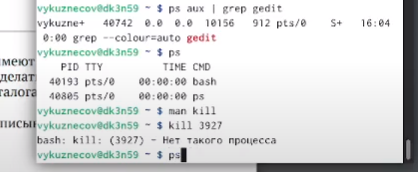 vykuznecov@dk3n59 ~ $ ps aux | grep gedit
vykuzne+ 40742 0.0 0.0 10156 912 pts/0 S+ 16:04
0:00 grep --colour=auto gedit
vykuznecov@dk3n59 ~ $ ps
PID TTY TIME CMD
40193 pts/0 00:00:00 bash
40805 pts/0 00:00:00 ps
vykuznecov@dk3n59 ~ $ man kill
vykuznecov@dk3n59 ~ $ kill 3927
bash: kill: (3927) - Нет такого процесса
vykuznecov@dk3n59 ~ $ ps
имеют
делат
талога
писы